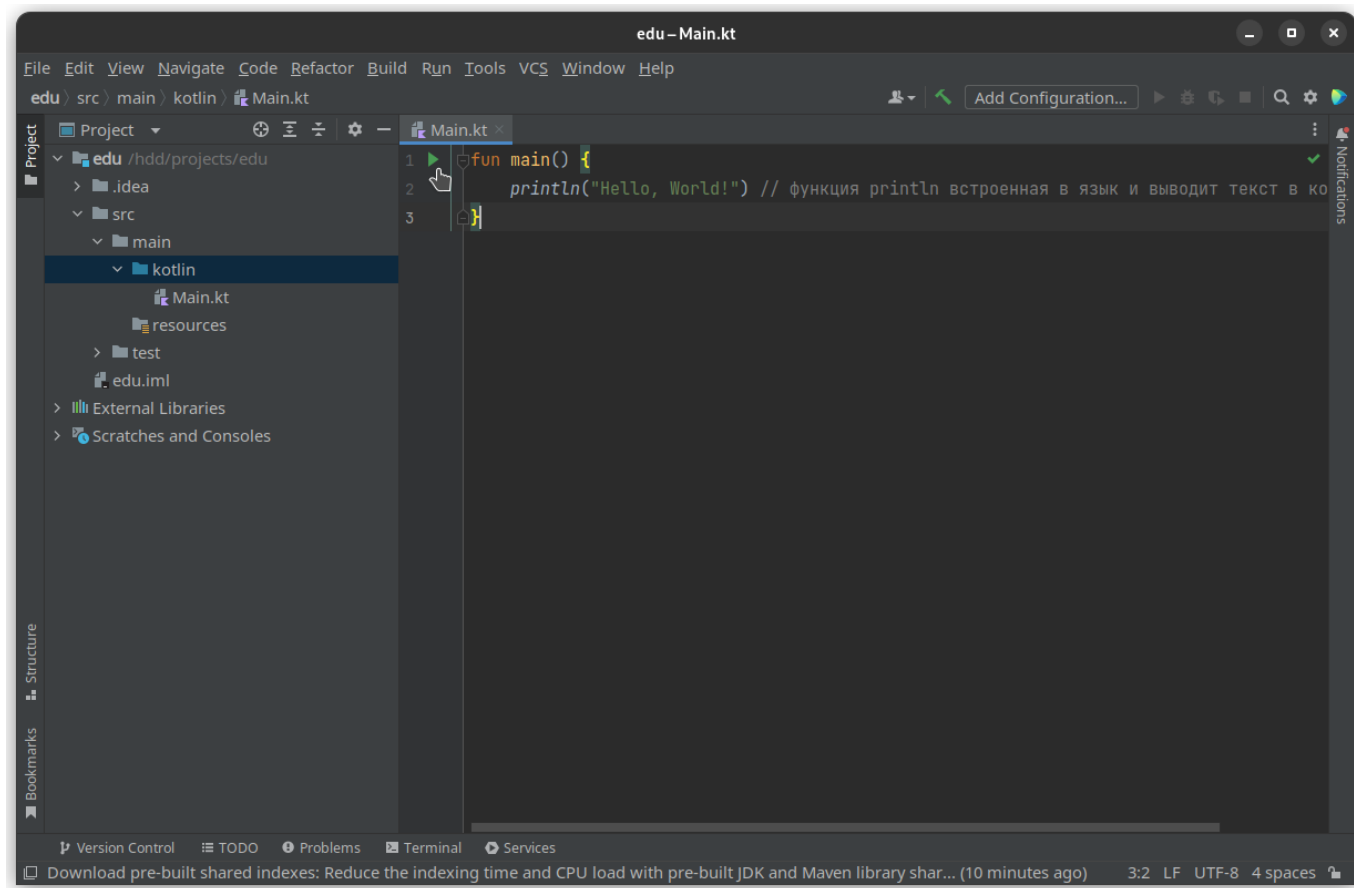 edu – Main.kt
File Edit View Navigate Code Refactor Build Run Tools VCS Window Help
edu src main kotlin Main.kt Add Configuration...
Project Project Main.kt
edu /hdd/projects/edu
.idea
src
main
kotlin
Main.kt
resources
test
edu.iml
External Libraries
Scratches and Consoles
1 fun main() {
2 println("Hello, World!") // функция println встроенная в язык и выводит текст в ко
3 }
Notifications
Structure
Bookmarks
Version Control TODO Problems Terminal Services
Download pre-built shared indexes: Reduce the indexing time and CPU load with pre-built JDK and Maven library shar... (10 minutes ago) 3:2 LF UTF-8 4 spaces